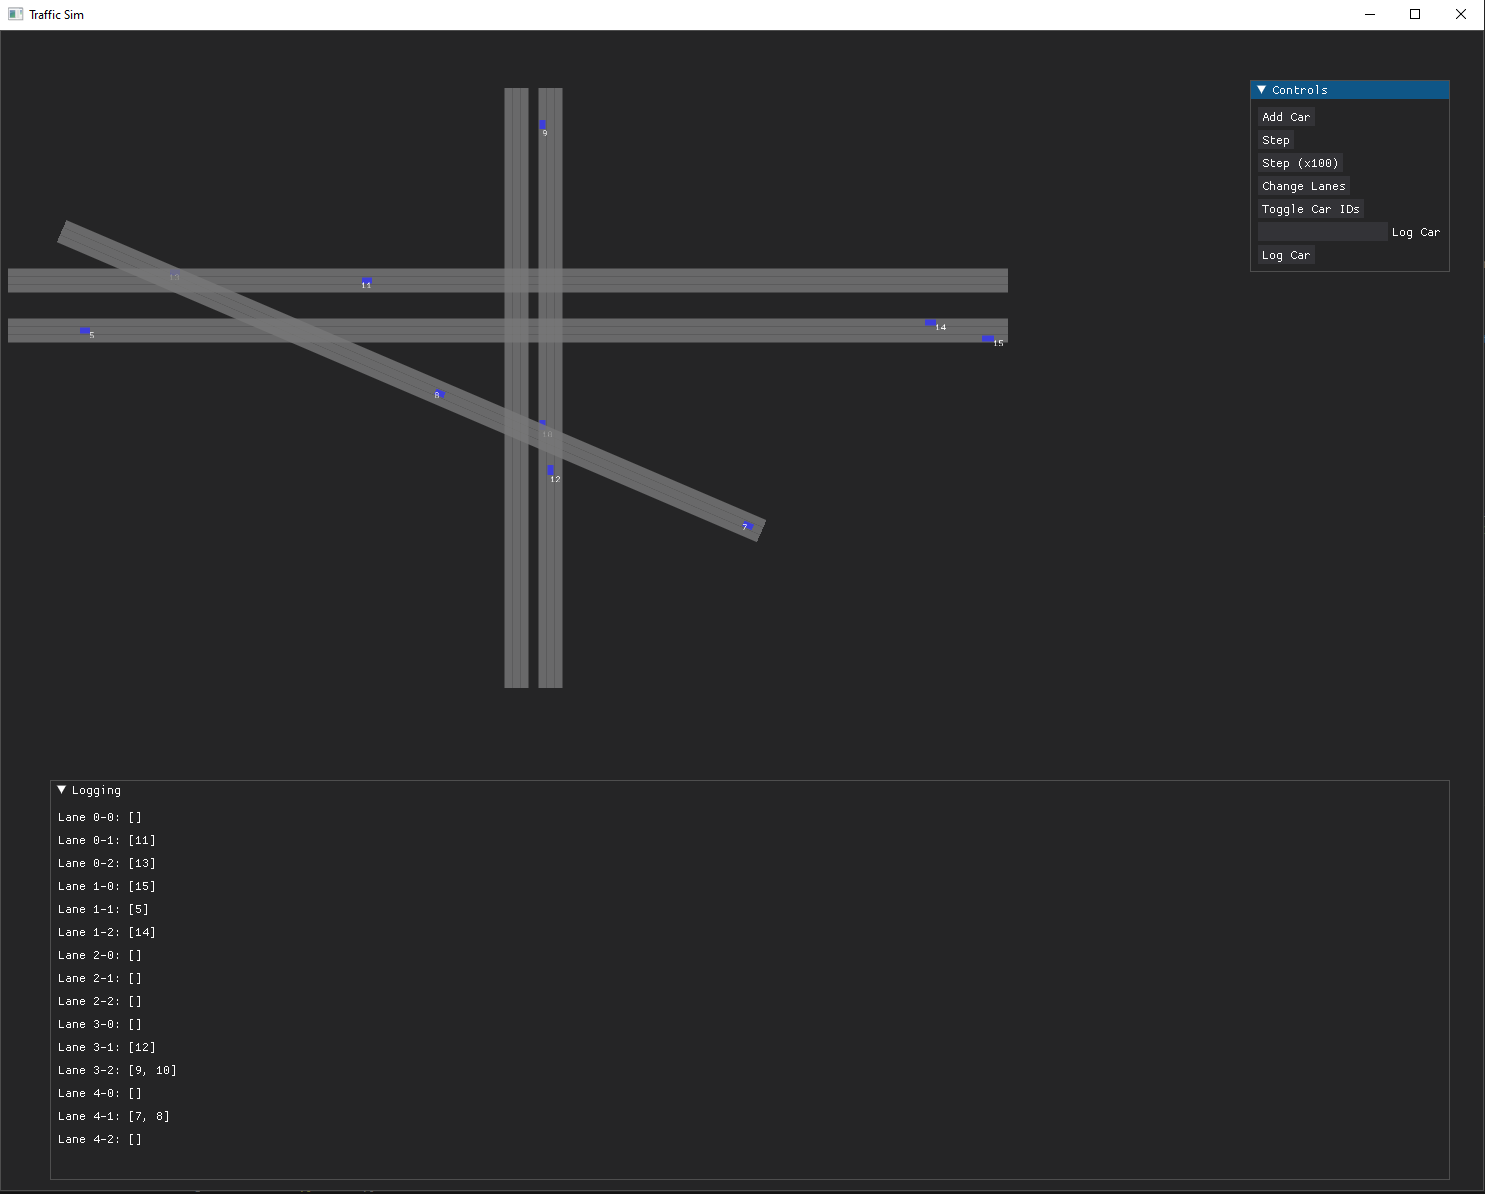 Traffic Sim
Controls
Add Car
Step
Step (x100)
Change Lanes
Toggle Car IDs
Log Car
Log Car
9
13
11
5
14
15
8
10
12
7
Logging
Lane 0-0: []
Lane 0-1: [11]
Lane 0-2: [13]
Lane 1-0: [15]
Lane 1-1: [5]
Lane 1-2: [14]
Lane 2-0: []
Lane 2-1: []
Lane 2-2: []
Lane 3-0: []
Lane 3-1: [12]
Lane 3-2: [9, 10]
Lane 4-0: []
Lane 4-1: [7, 8]
Lane 4-2: []